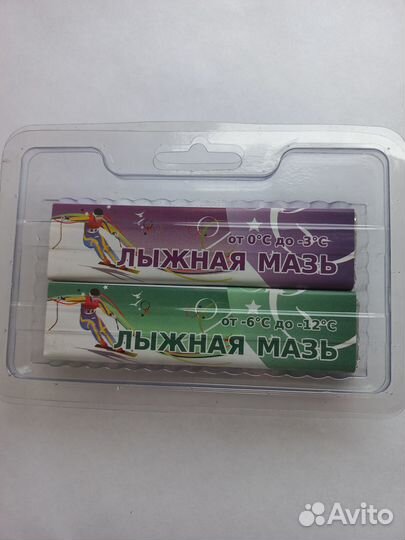 от 0°С до -3°С
ЛЫЖНАЯ МАЗЬ
от -6°С до -12°С
ЛЫЖНАЯ МАЗЬ
Avito